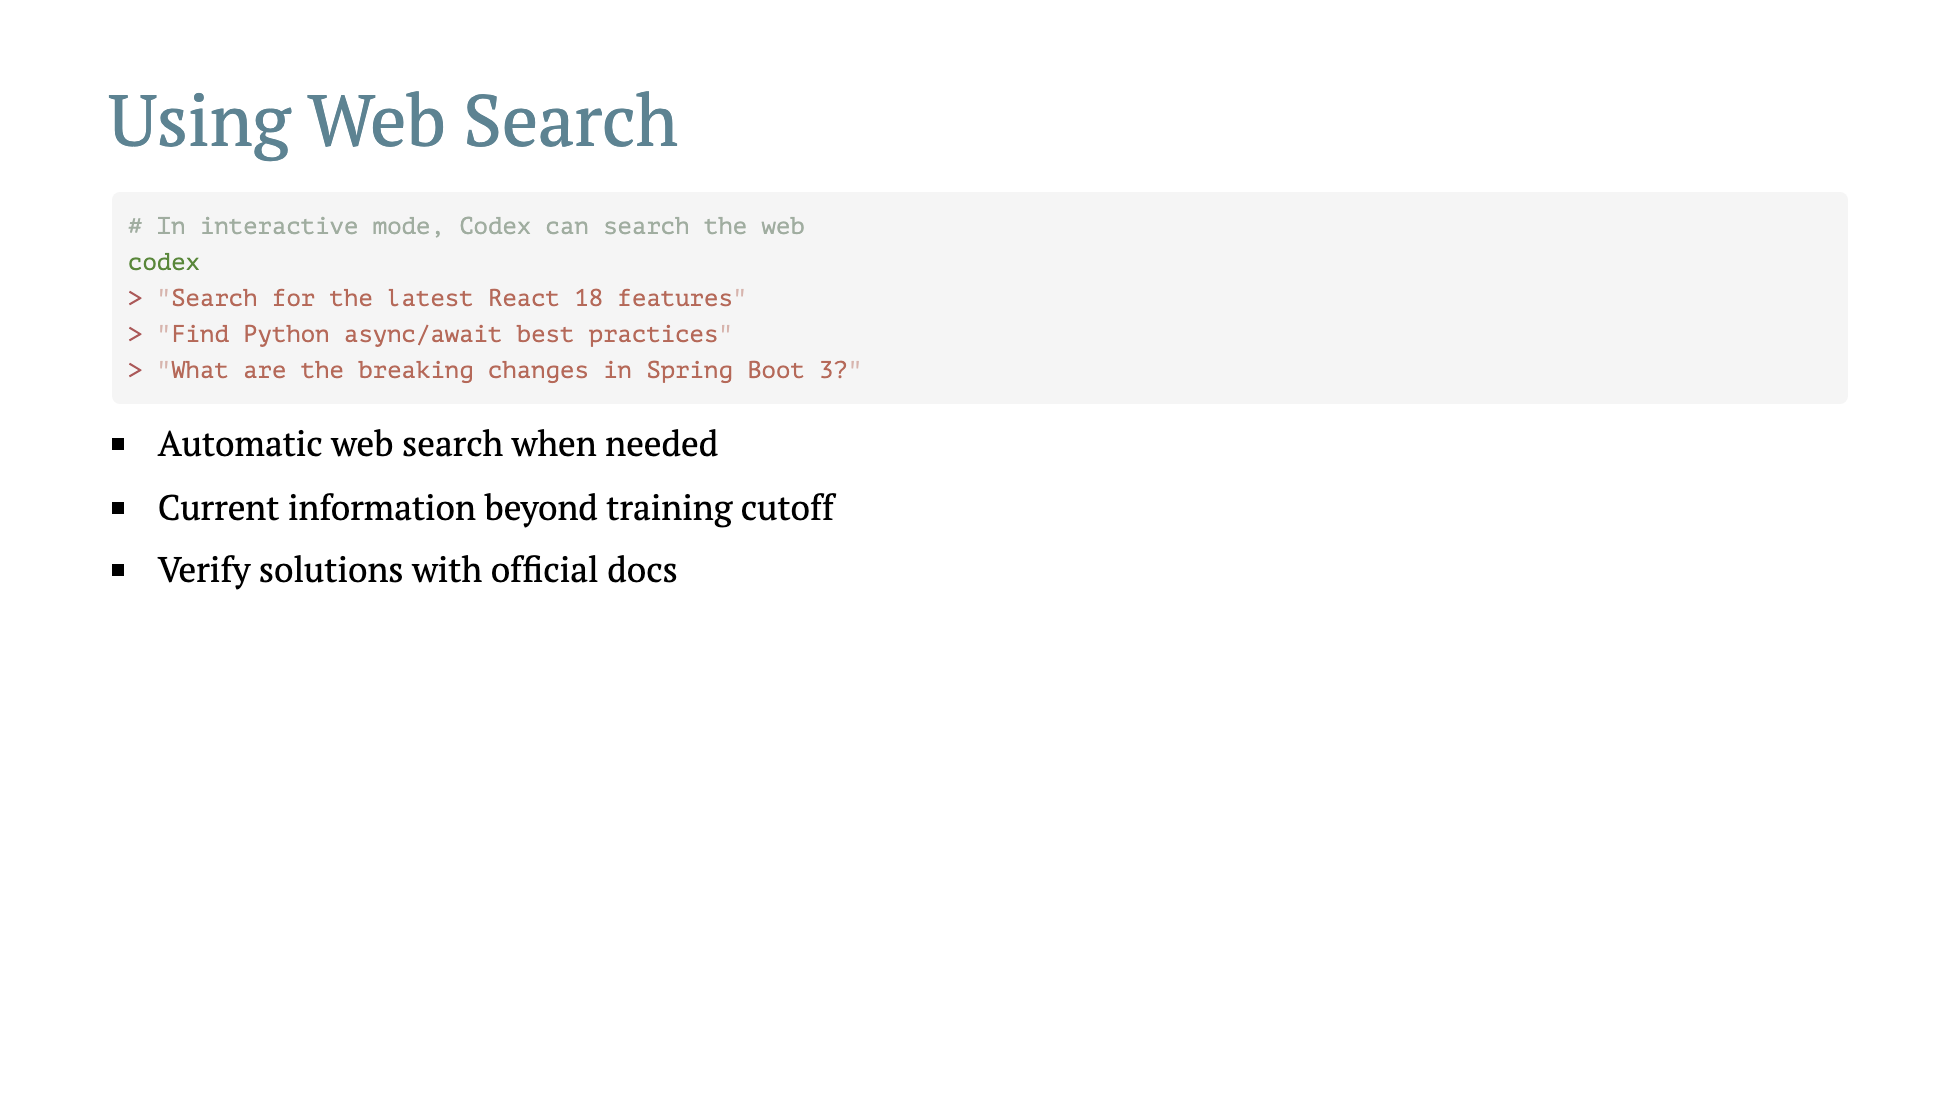 Using Web Search
# In interactive mode, Codex can search the web
codex
> "Search for the latest React 18 features"
> "Find Python async/await best practices"
> "What are the breaking changes in Spring Boot 3?"
▪ Automatic web search when needed
▪ Current information beyond training cutoff
▪ Verify solutions with official docs